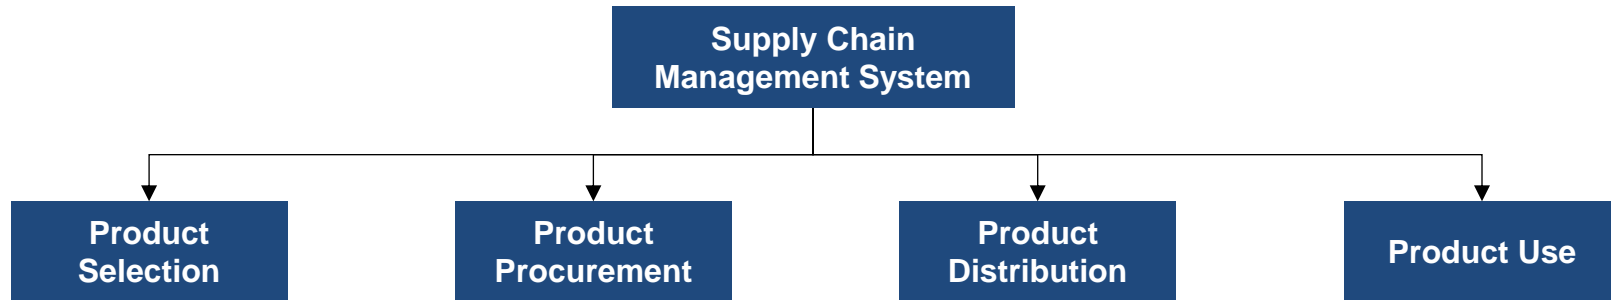 Supply Chain
Management System
Product
Selection
Product
Procurement
Product
Distribution
Product Use